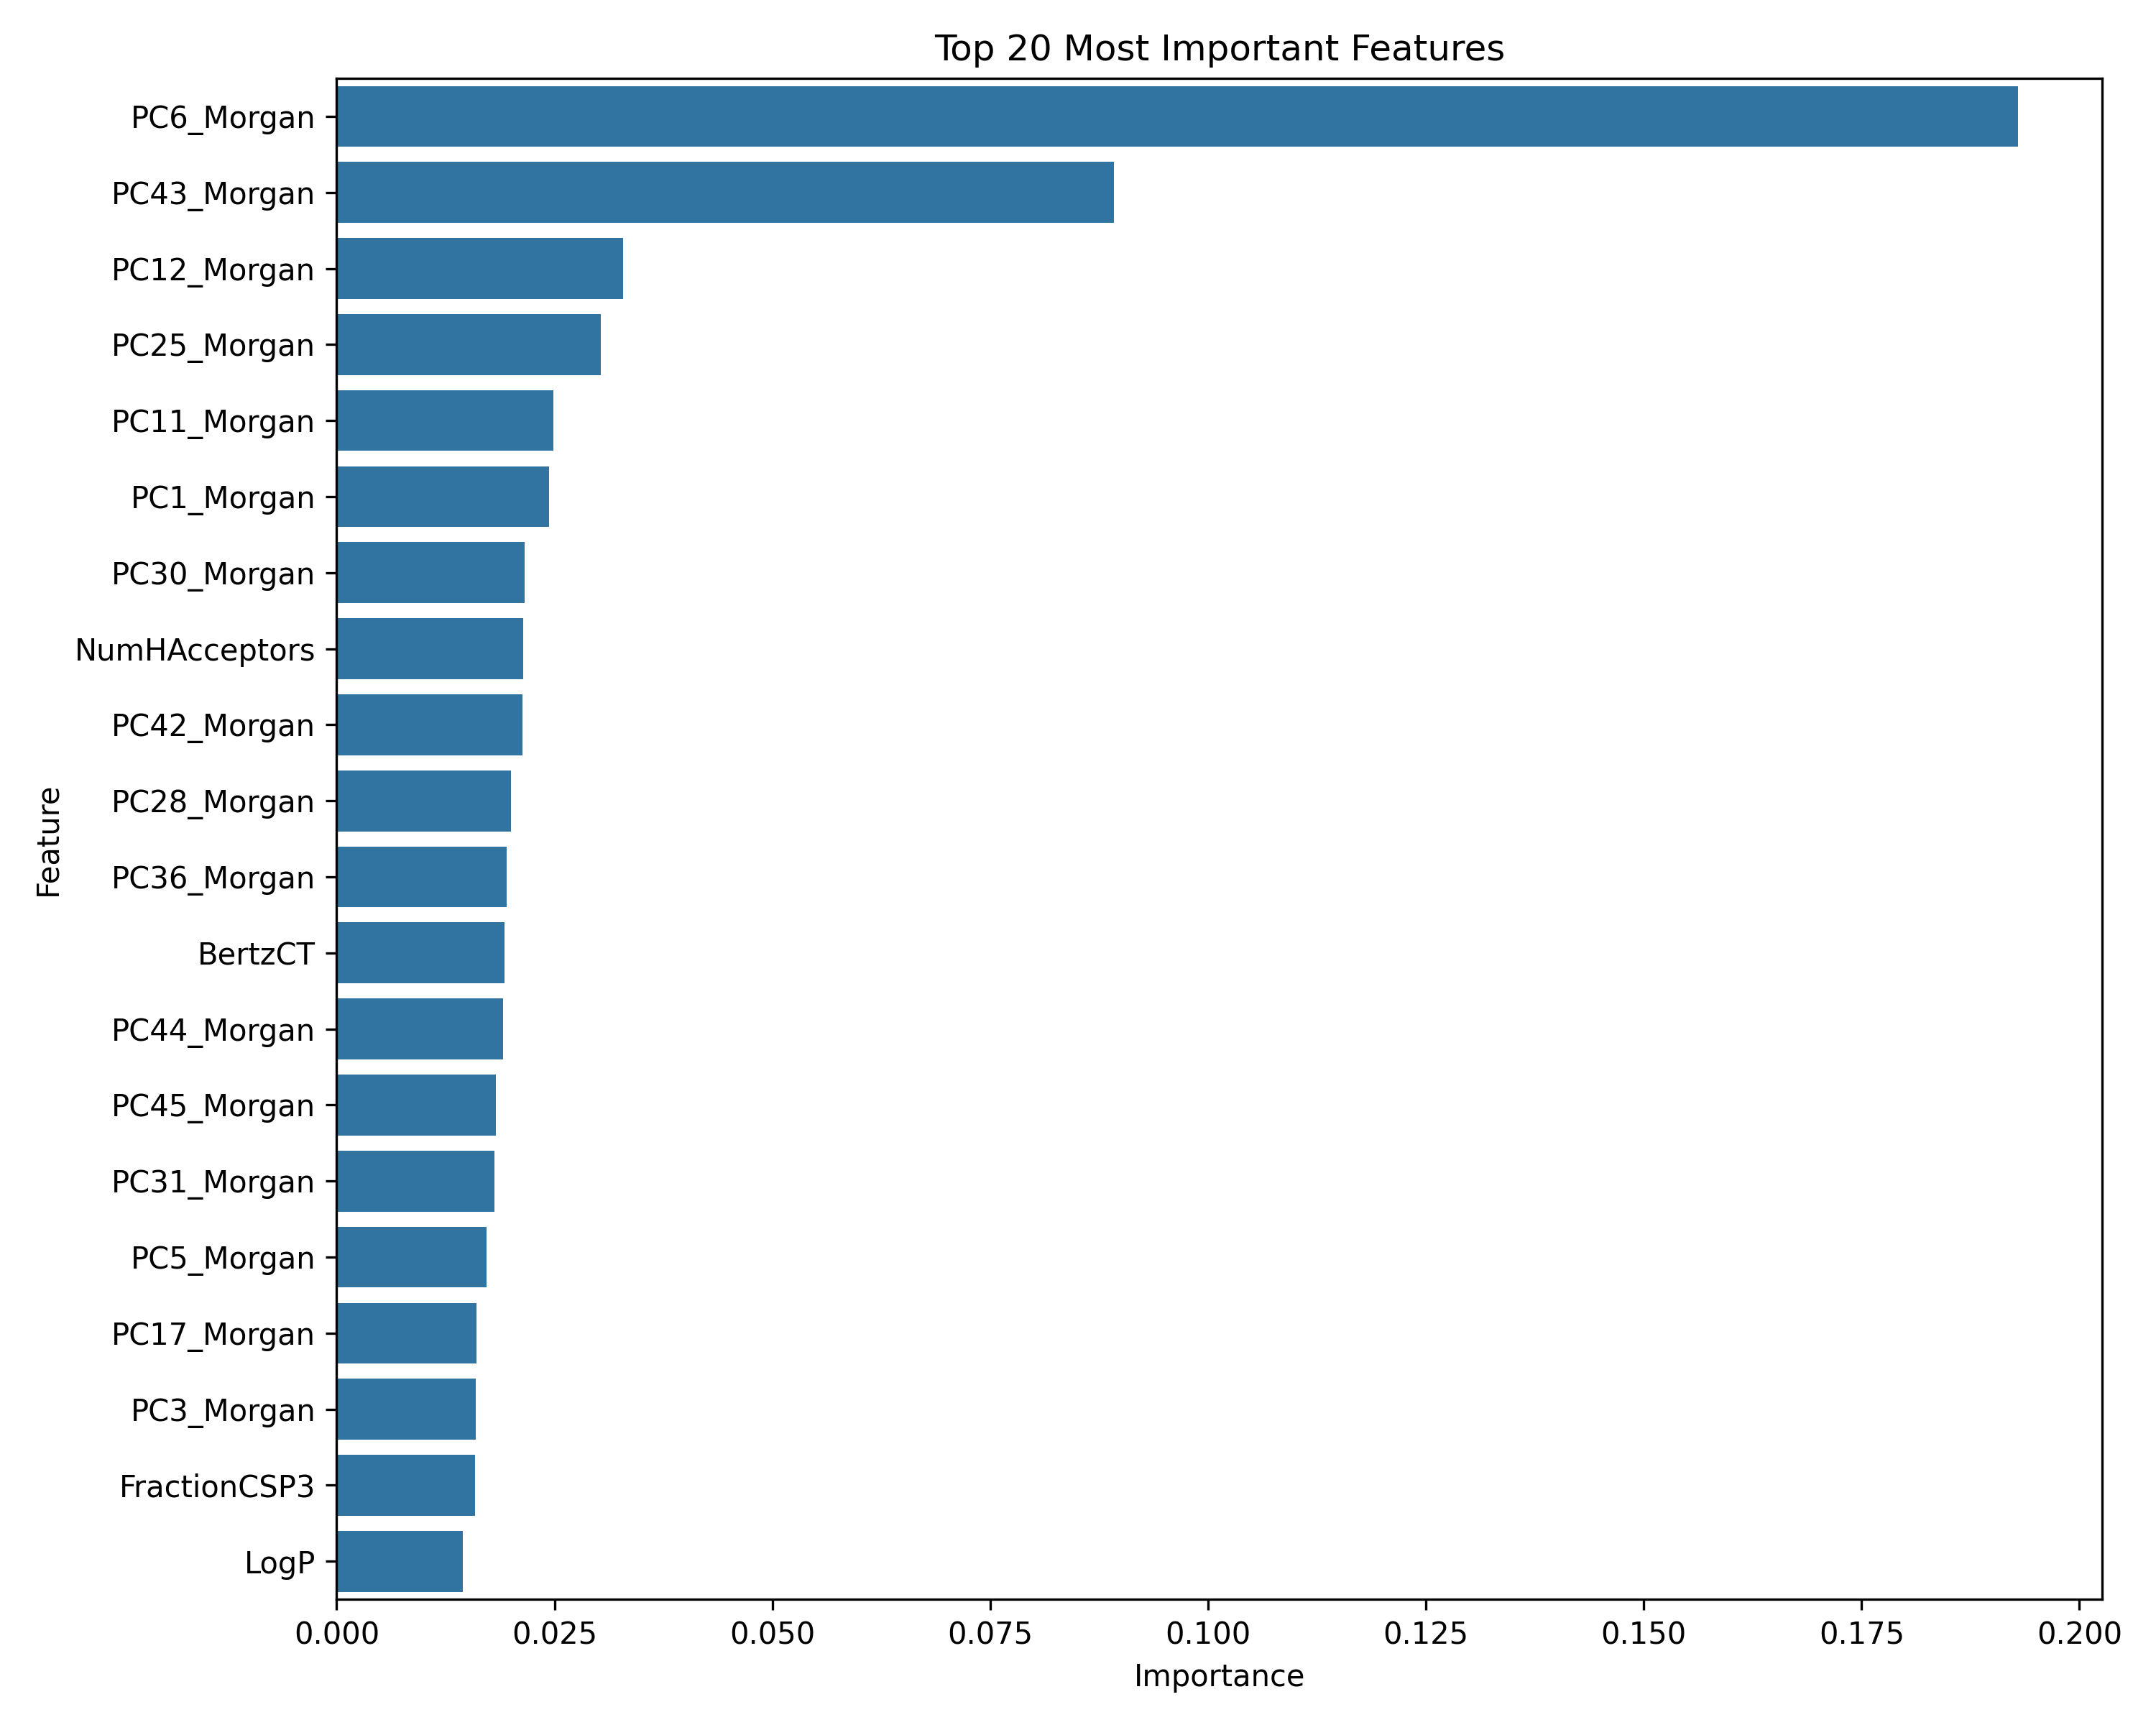 Top 20 Most Important Features
PC6_Morgan
PC43_Morgan
PC12_Morgan
PC25_Morgan
PC11_Morgan
PC1_Morgan
PC30_Morgan
NumHAcceptors
PC42_Morgan
PC28_Morgan
PC36_Morgan
BertzCT
PC44_Morgan
PC45_Morgan
PC31_Morgan
PC5_Morgan
PC17_Morgan
PC3_Morgan
FractionCSP3
LogP
Feature
0.000 0.025 0.050 0.075 0.100 0.125 0.150 0.175 0.200
Importance